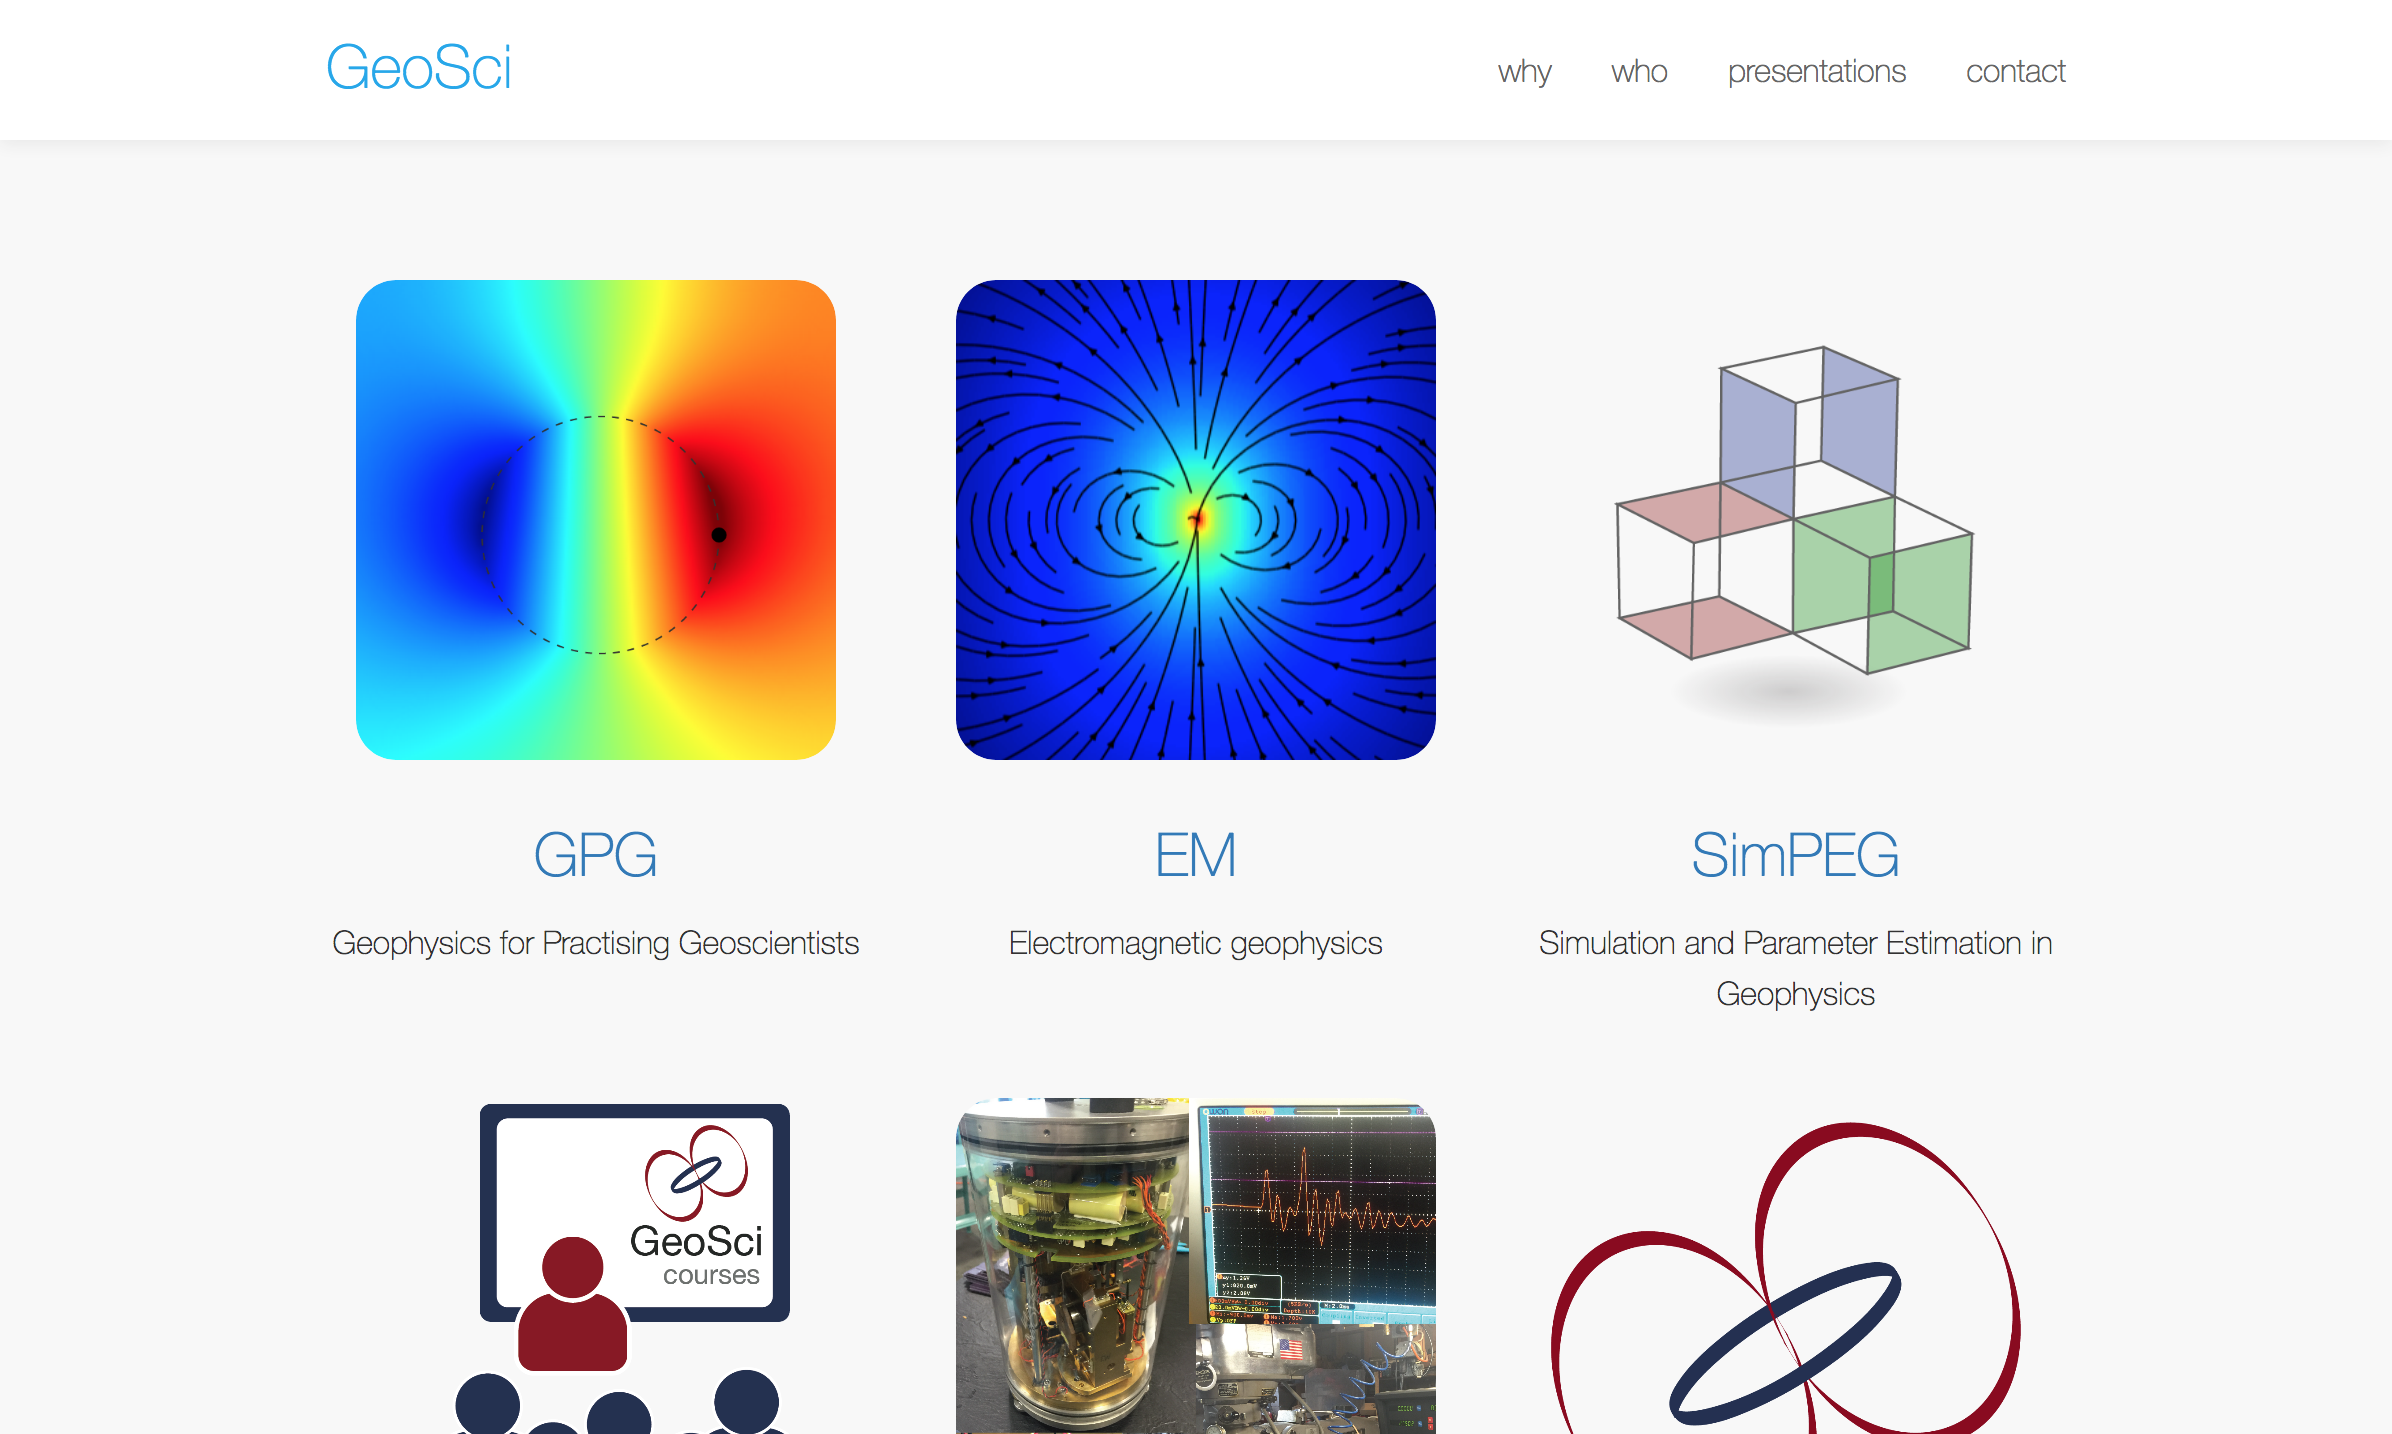 GeoSci
why who presentations contact
GPG
EM
SimPEG
Geophysics for Practising Geoscientists
Electromagnetic geophysics
Simulation and Parameter Estimation in
Geophysics
GeoSci
courses